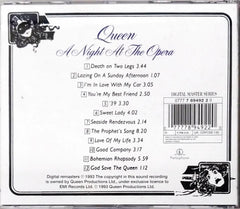 Queen
A Night At The Opera
1 Death on Two Legs 3.44
2 Lazing On A Sunday Afternoon 1.07
3 I'm In Love With My Car 3.05
4 You're My Best Friend 2.50
5 '39 3.30
6 Sweet Lady 4.02
7 Seaside Rendezvous 2.14
8 The Prophet's Song 8.21
9 Love Of My Life 3.34
10 Good Company 3.17
11 Bohemian Rhapsody 5.59
12 God Save The Queen 1.12
DIGITAL MASTER SERIES
Digital remasters ℗ 1993 The copyright in this sound recording is
owned by Queen Productions Ltd., under exclusive licence to
EMI Records Ltd. © 1993 Queen Productions Ltd.